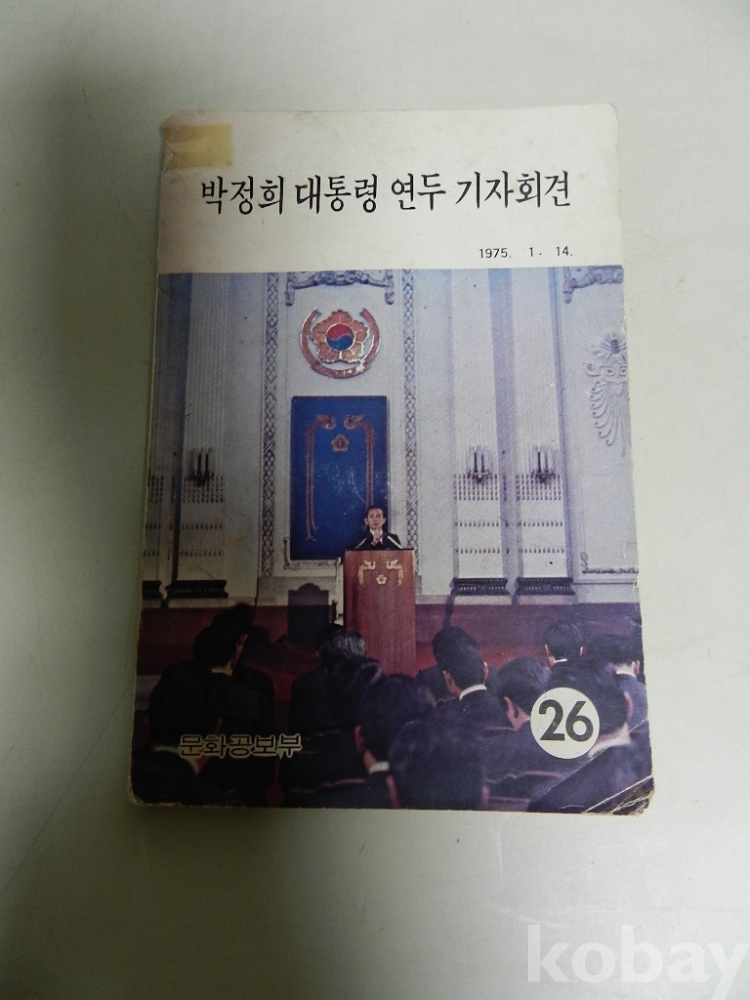 박정희 대통령 연두 기자회견
1975. 1. 14.
26
문화공보부
kobay